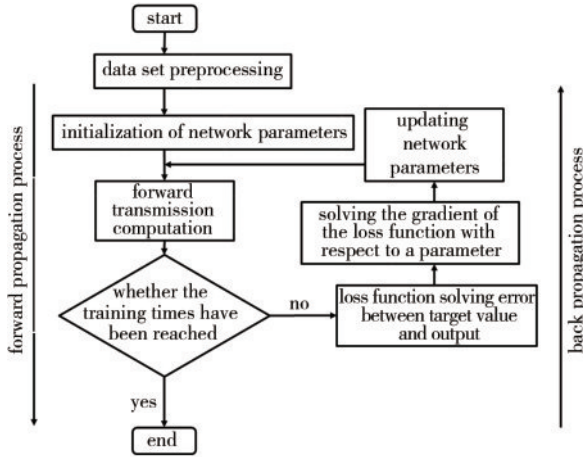 start
data set preprocessing
initialization of network parameters
updating
network
parameters
forward
transmission
computation
solving the gradient of
the loss function with
respect to a parameter
whether the
training times have
been reached
no
loss function solving error
between target value
and output
yes
end
forward propagation process
back propagation process